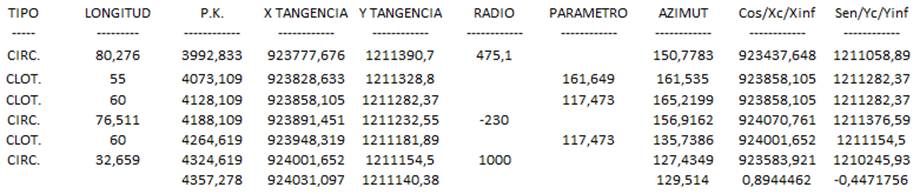 TIPO LONGITUD P.K. X TANGENCIA Y TANGENCIA RADIO PARAMETRO AZIMUT Cos/Xc/Xinf Sen/Yc/Yinf
----- --------- ------------ ------------ ------------ ------------ ------------ --------- ------------ ------------
CIRC. 80,276 3992,833 923777,676 1211390,7 475,1 150,7783 923437,648 1211058,89
CLOT. 55 4073,109 923828,633 1211328,8 161,649 161,535 923858,105 1211282,37
CLOT. 60 4128,109 923858,105 1211282,37 117,473 165,2199 923858,105 1211282,37
CIRC. 76,511 4188,109 923891,451 1211232,55 -230 156,9162 924070,761 1211376,59
CLOT. 60 4264,619 923948,319 1211181,89 117,473 135,7386 924001,652 1211154,5
CIRC. 32,659 4324,619 924001,652 1211154,5 1000 127,4349 923583,921 1210245,93
4357,278 924031,097 1211140,38 129,514 0,8944462 -0,4471756